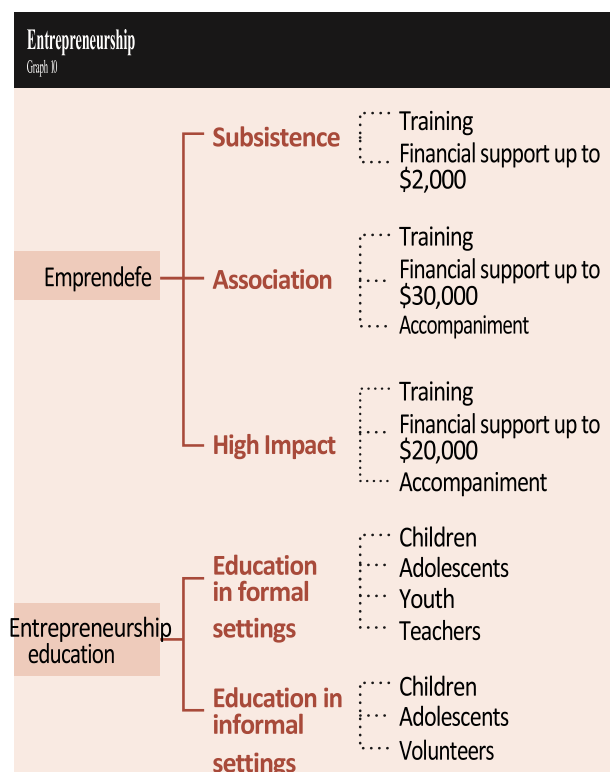 Entrepreneurship
Graph 10
Emprendefe
Subsistence
Training
Financial support up to
$2,000
Association
Training
Financial support up to
$30,000
Accompaniment
High Impact
Training
Financial support up to
$20,000
Accompaniment
Entrepreneurship
education
Education
in formal
settings
Children
Adolescents
Youth
Teachers
Education in
informal
settings
Children
Adolescents
Volunteers